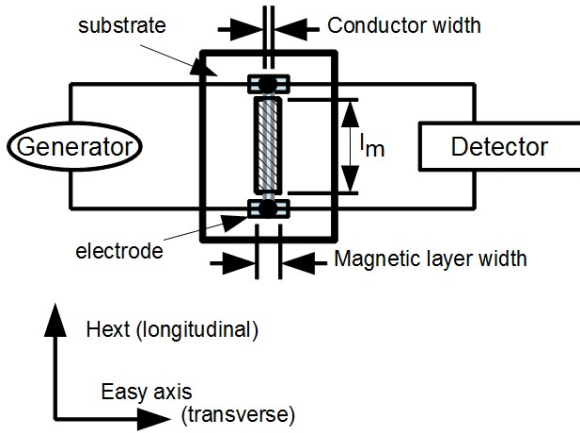 substrate
Conductor width
Generator
lm
Detector
electrode
Magnetic layer width
Hext (longitudinal)
Easy axis
(transverse)